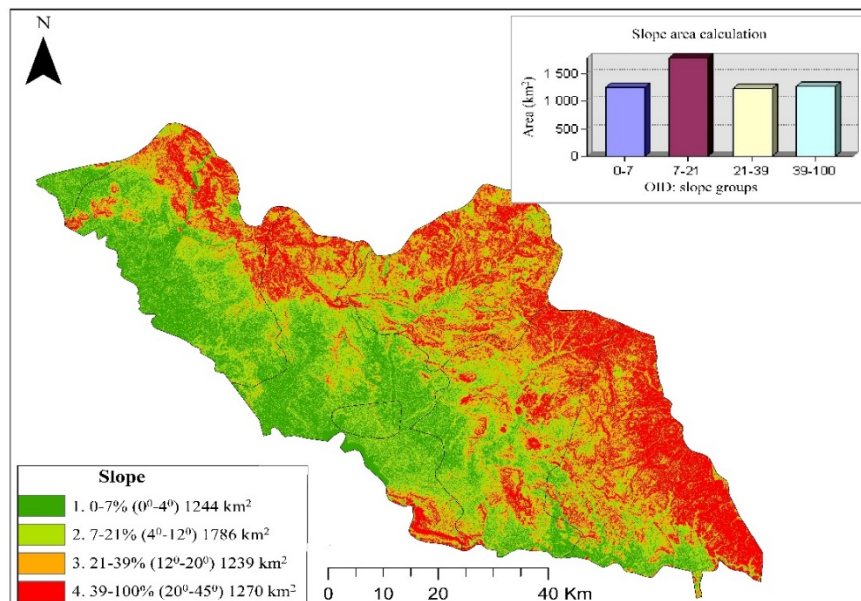 N
Slope area calculation
Area (km²)
1 500
1 000
500
0
0-7 7-21 21-39 39-100
OID: slope groups
Slope
1. 0-7% (0⁰-4⁰) 1244 km²
2. 7-21% (4⁰-12⁰) 1786 km²
3. 21-39% (12⁰-20⁰) 1239 km²
4. 39-100% (20⁰-45⁰) 1270 km²
0 10 20 40 Km